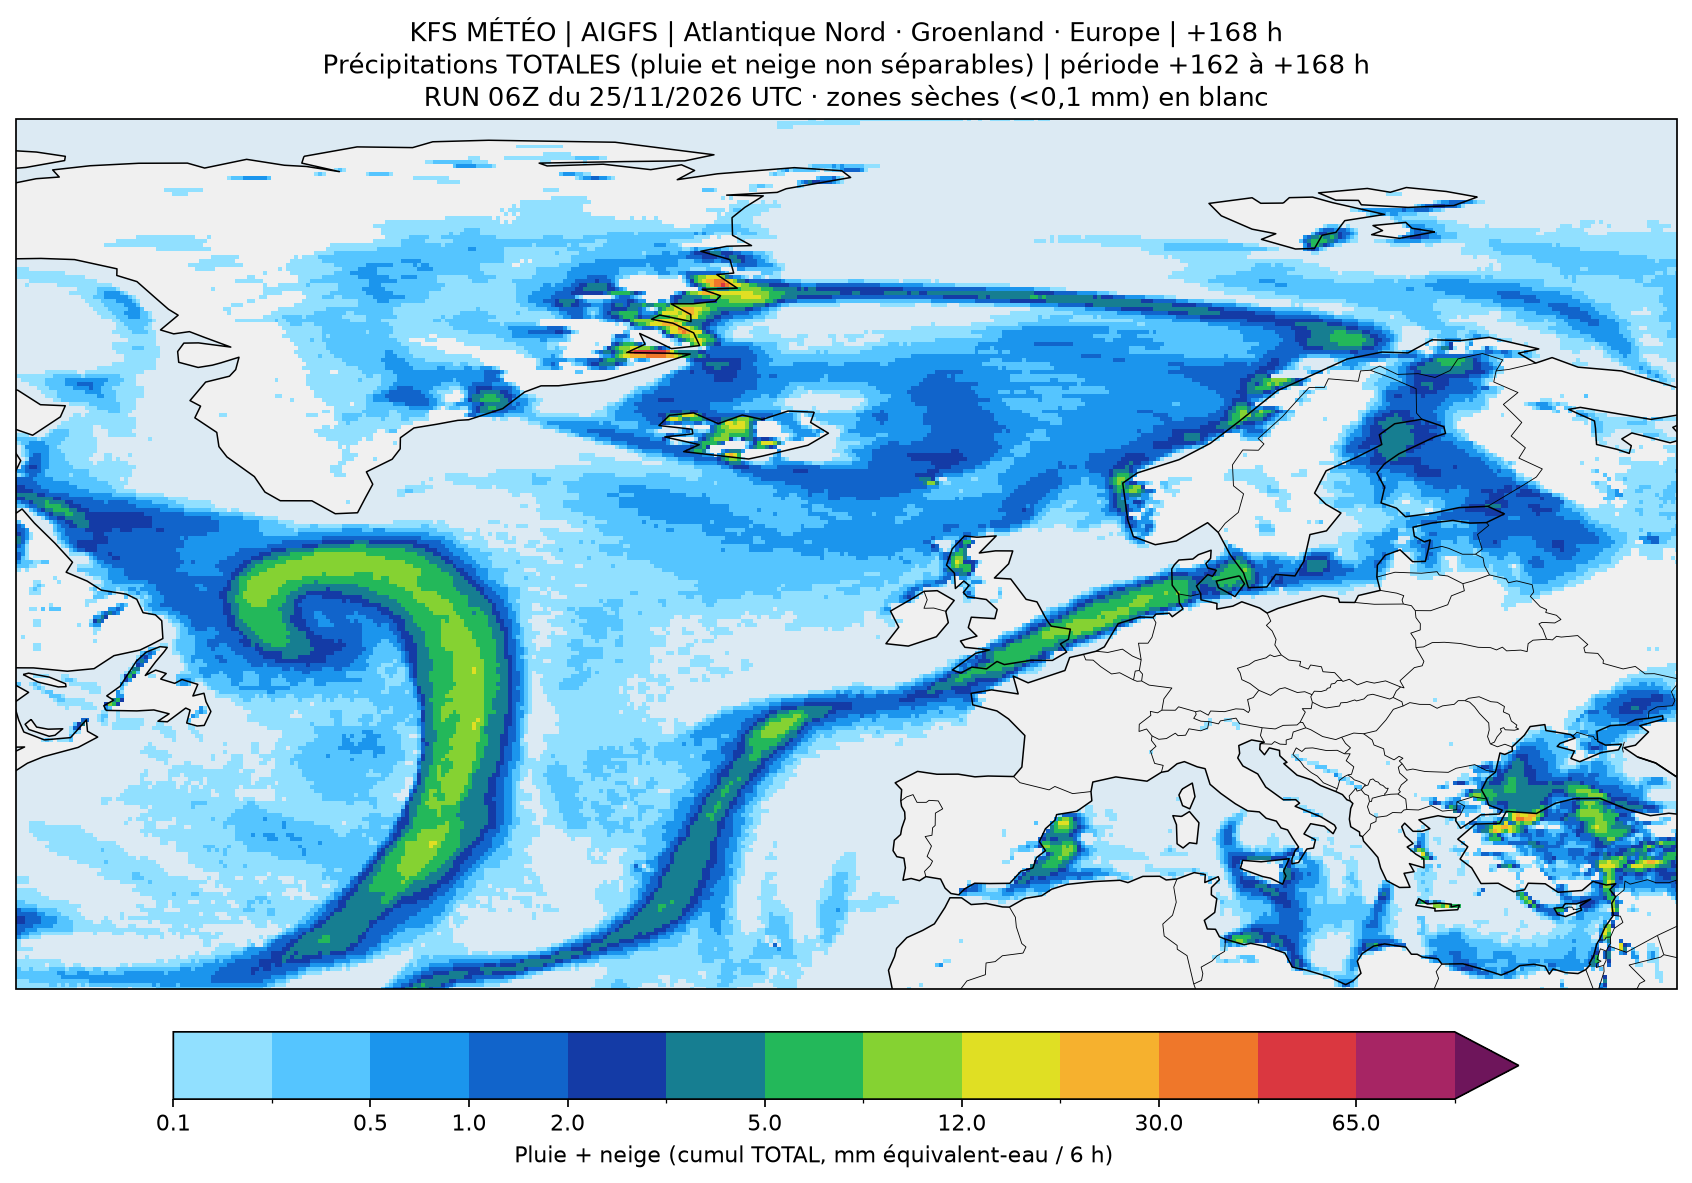 KFS MÉTÉO | AIGFS | Atlantique Nord · Groenland · Europe | +168 h
Précipitations TOTALES (pluie et neige non séparables) | période +162 à +168 h
RUN 06Z du 25/11/2026 UTC · zones sèches (<0,1 mm) en blanc
0.1 0.5 1.0 2.0 5.0 12.0 30.0 65.0
Pluie + neige (cumul TOTAL, mm équivalent-eau / 6 h)